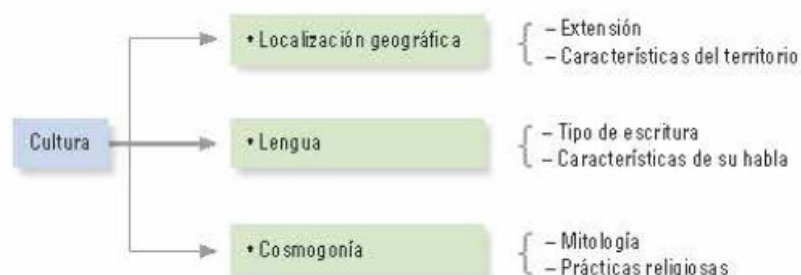 Cultura
• Localización geográfica
– Extensión
– Características del territorio
• Lengua
– Tipo de escritura
– Características de su habla
• Cosmogonía
– Mitología
– Prácticas religiosas